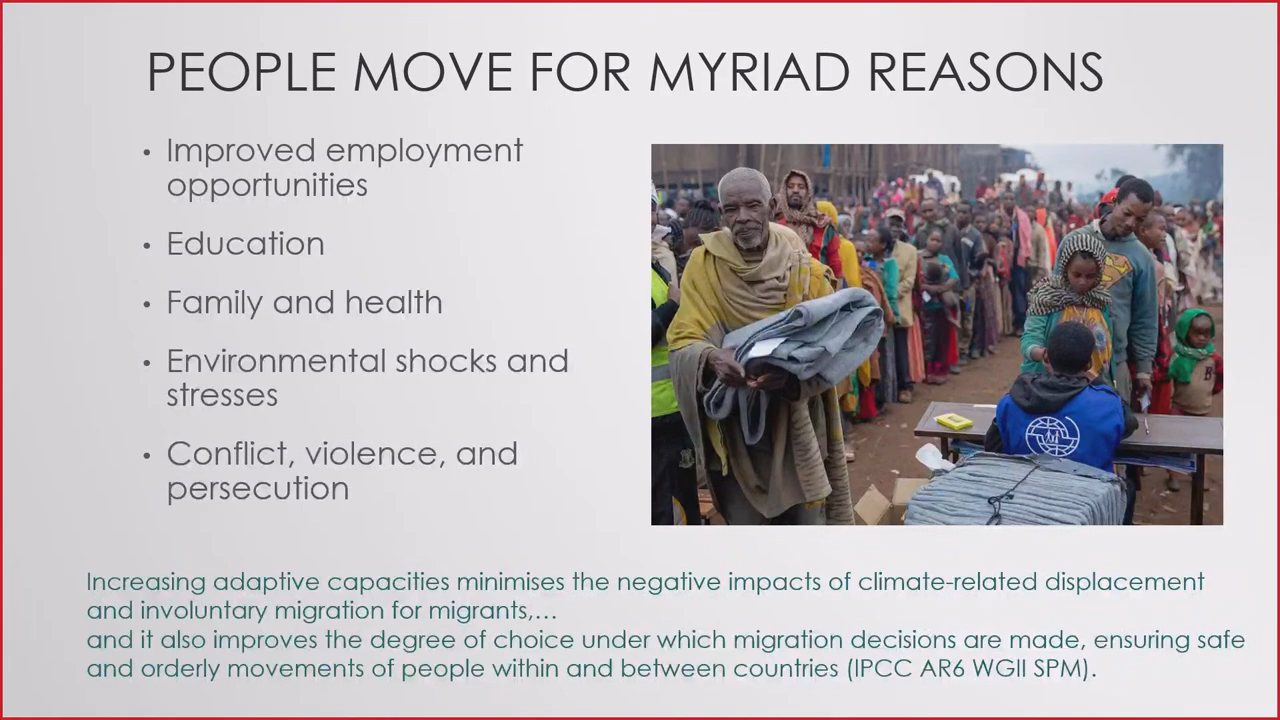 PEOPLE MOVE FOR MYRIAD REASONS
• Improved employment
opportunities
• Education
• Family and health
• Environmental shocks and
stresses
• Conflict, violence, and
persecution
Increasing adaptive capacities minimises the negative impacts of climate-related displacement
and involuntary migration for migrants,…
and it also improves the degree of choice under which migration decisions are made, ensuring safe
and orderly movements of people within and between countries (IPCC AR6 WGII SPM).